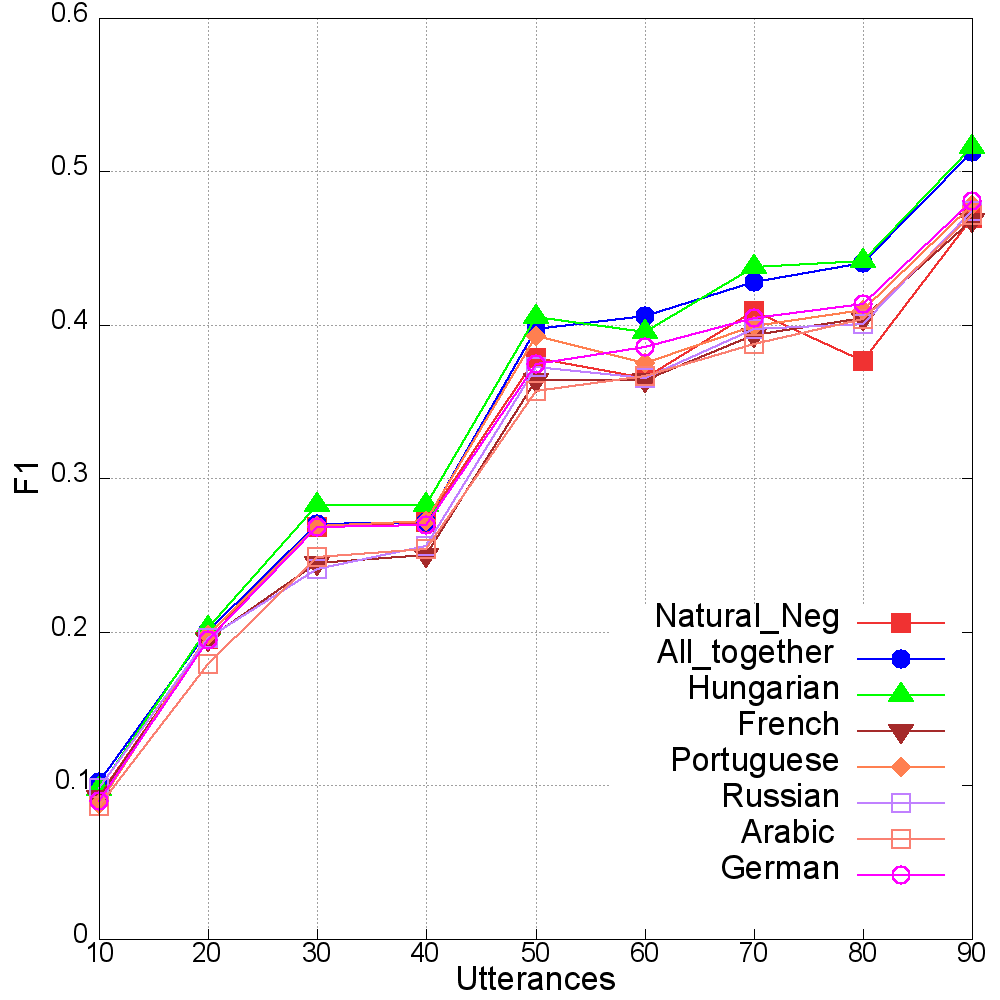 0.6
0.5
0.4
0.3
0.2
0.1
0
F1
Natural_Neg
All_together
Hungarian
French
Portuguese
Russian
Arabic
German
10 20 30 40 50 60 70 80 90
Utterances